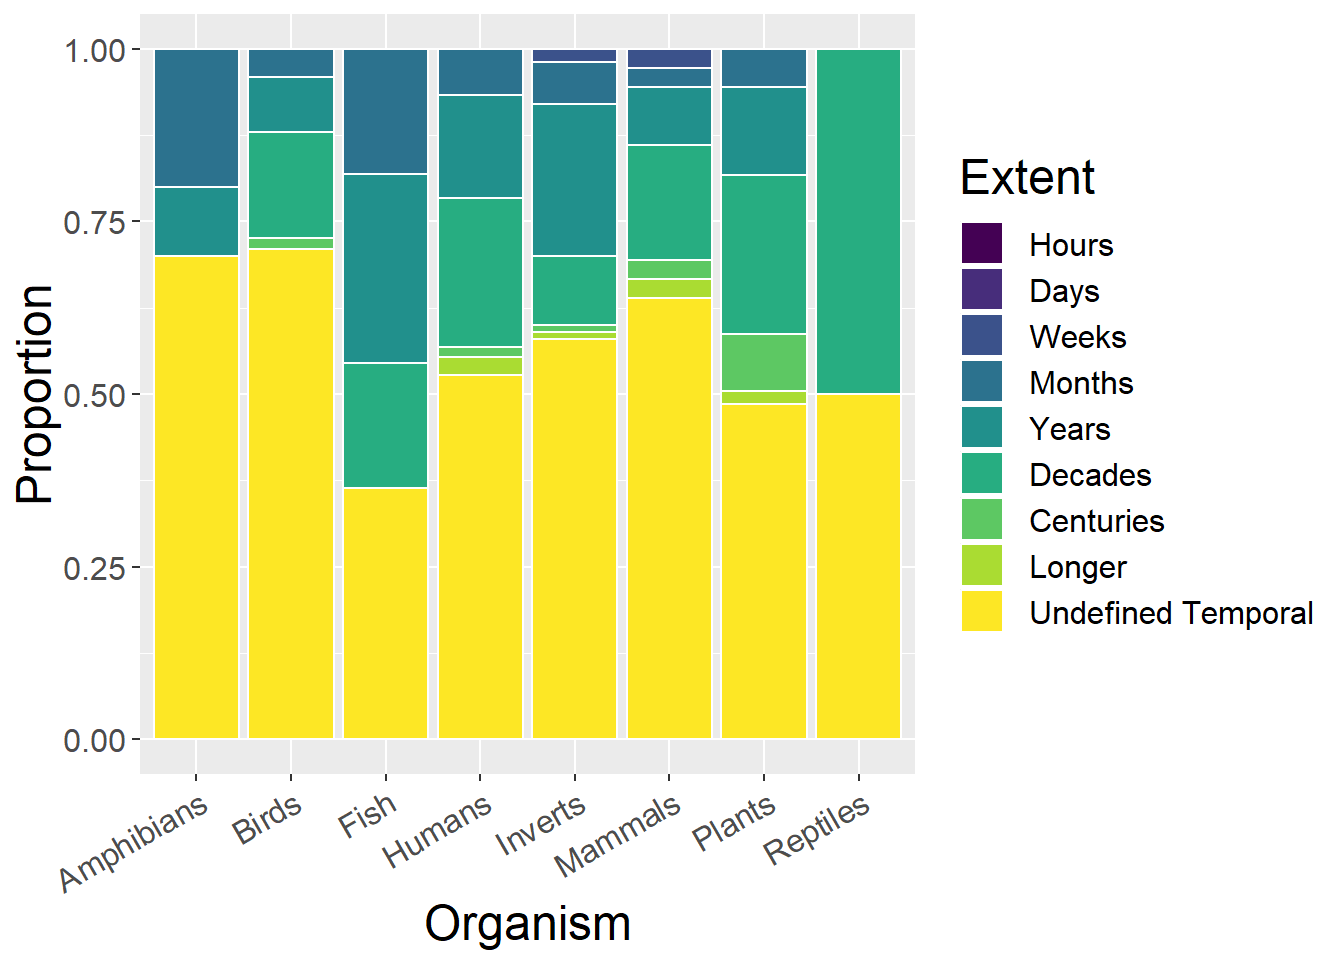 Proportion
1.00
0.75
0.50
0.25
0.00
Amphibians
Birds
Fish
Humans
Inverts
Mammals
Plants
Reptiles
Organism
Extent
Hours
Days
Weeks
Months
Years
Decades
Centuries
Longer
Undefined Temporal